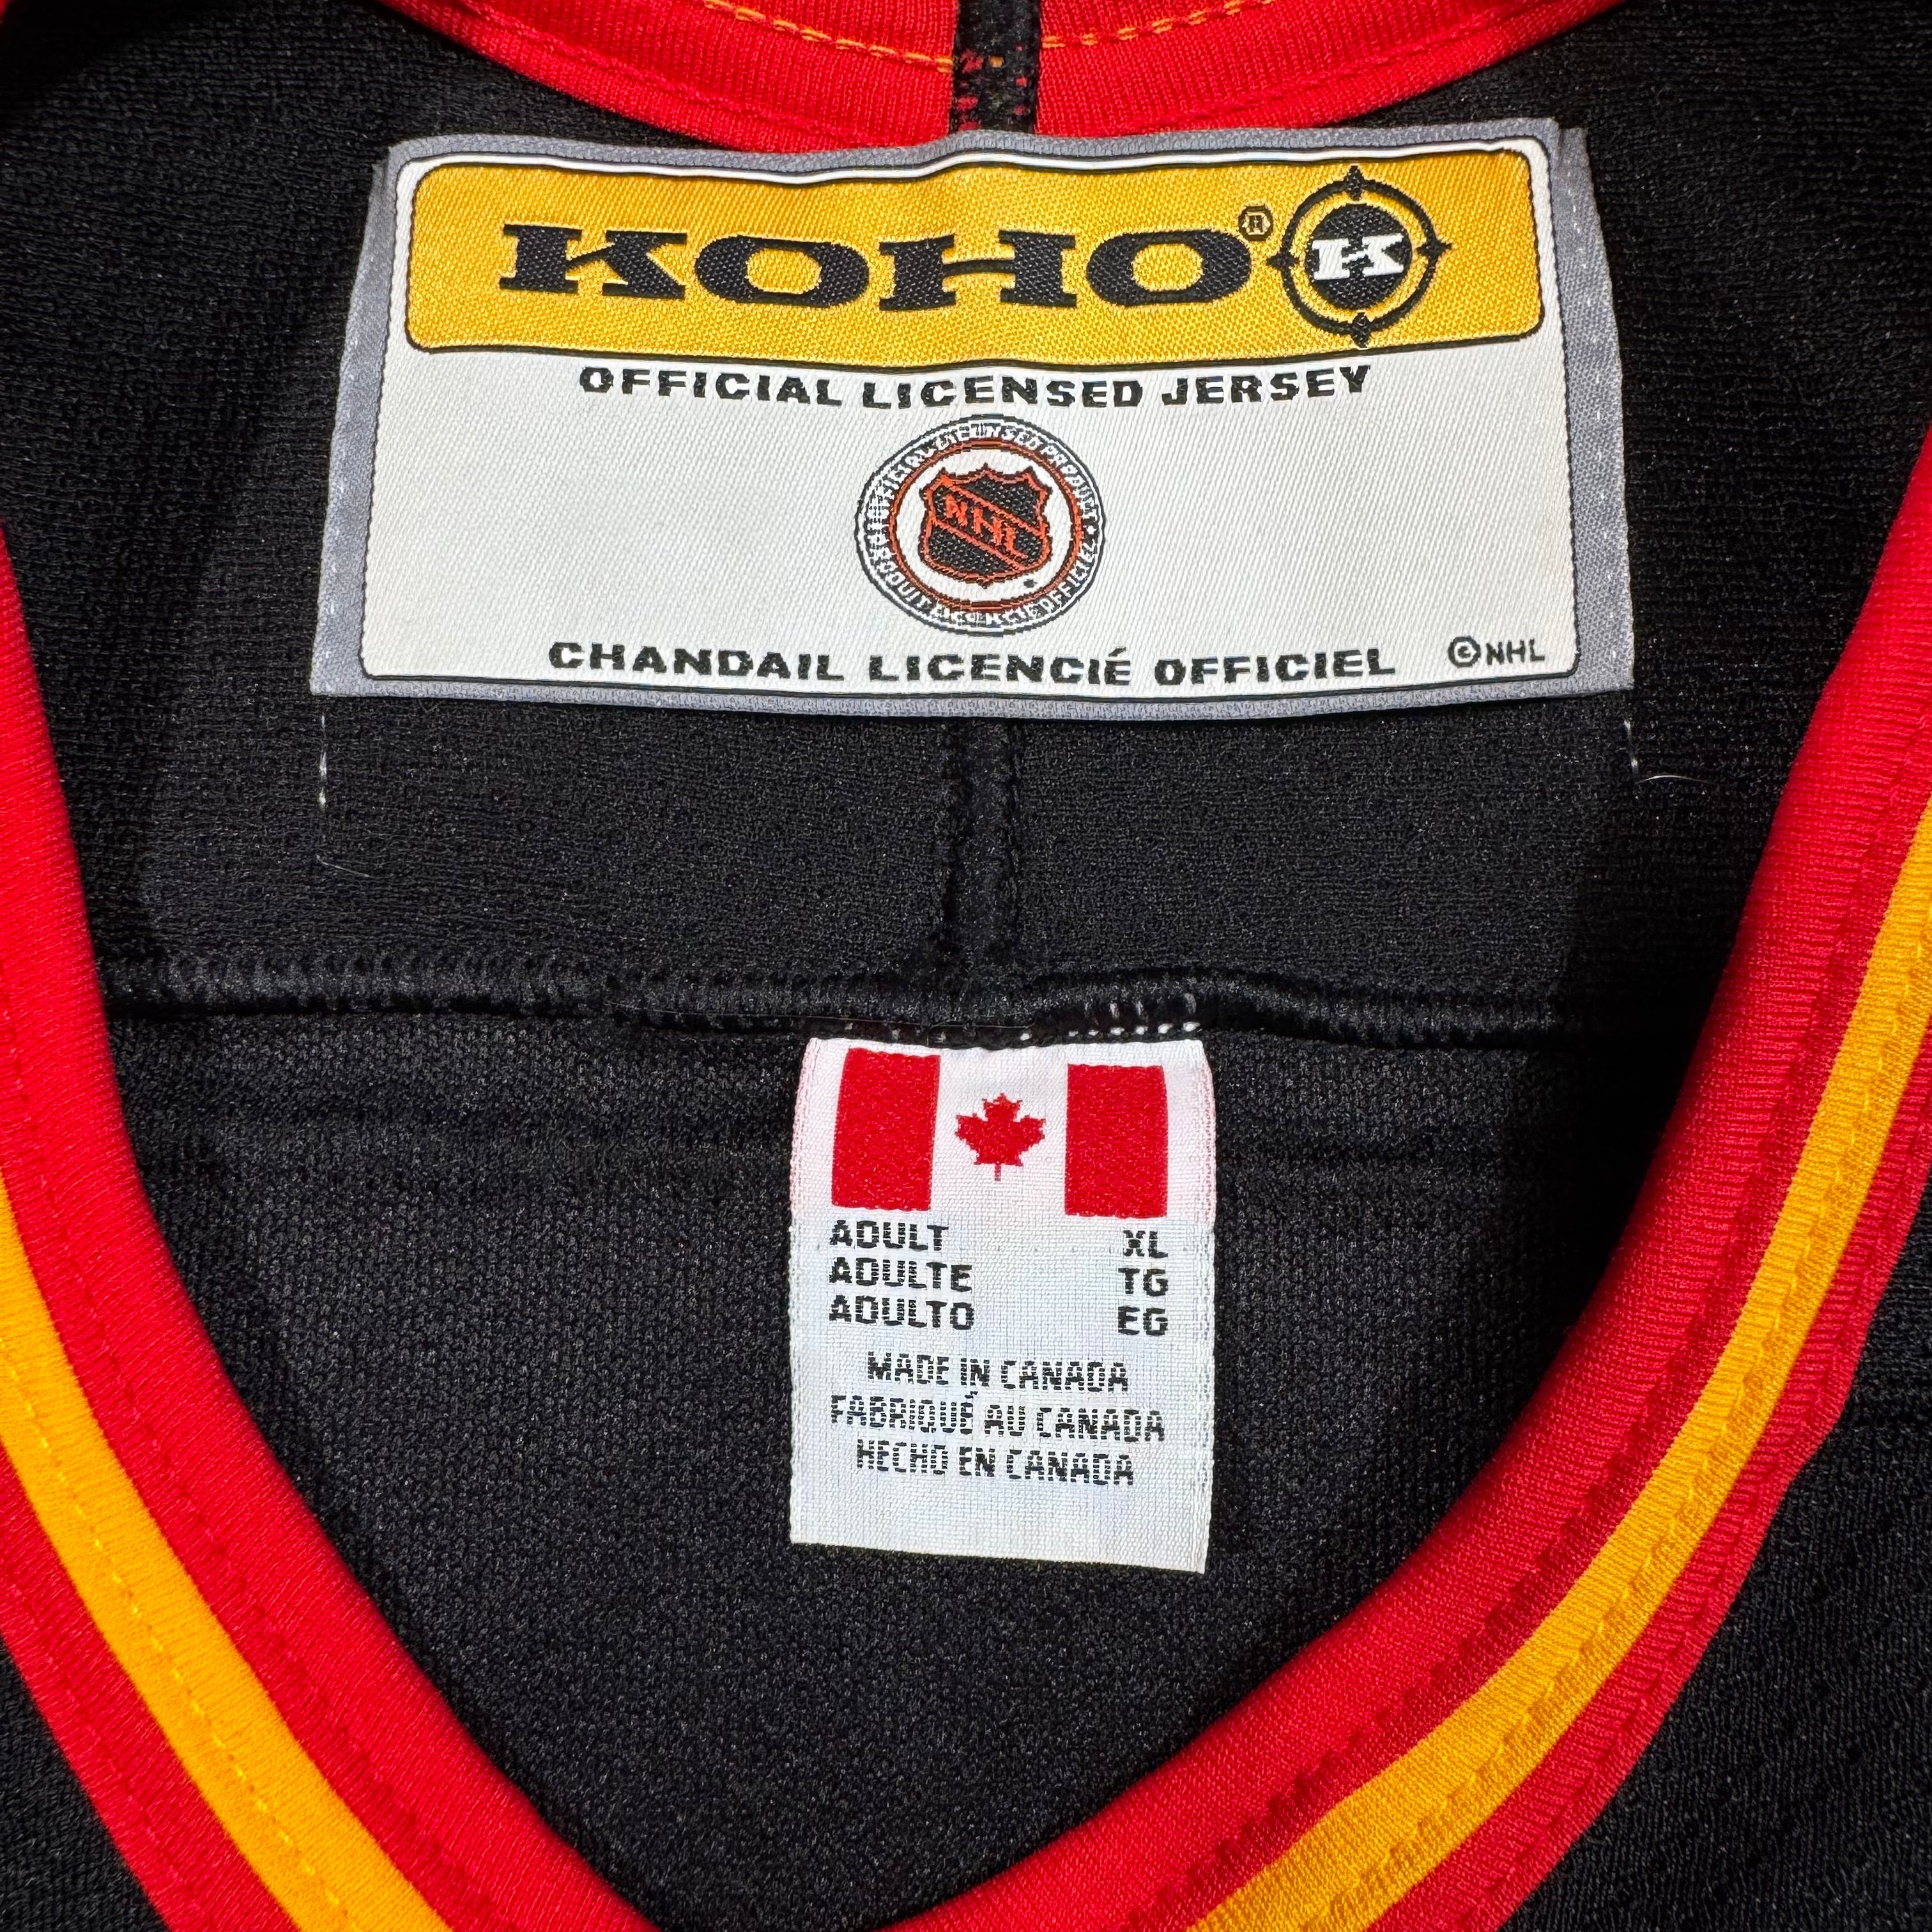 KOHO® K
OFFICIAL LICENSED JERSEY
NHL
CHANDAIL LICENCIÉ OFFICIEL ©NHL
ADULT XL
ADULTE TG
ADULTO EG
MADE IN CANADA
FABRIQUÉ AU CANADA
HECHO EN CANADA